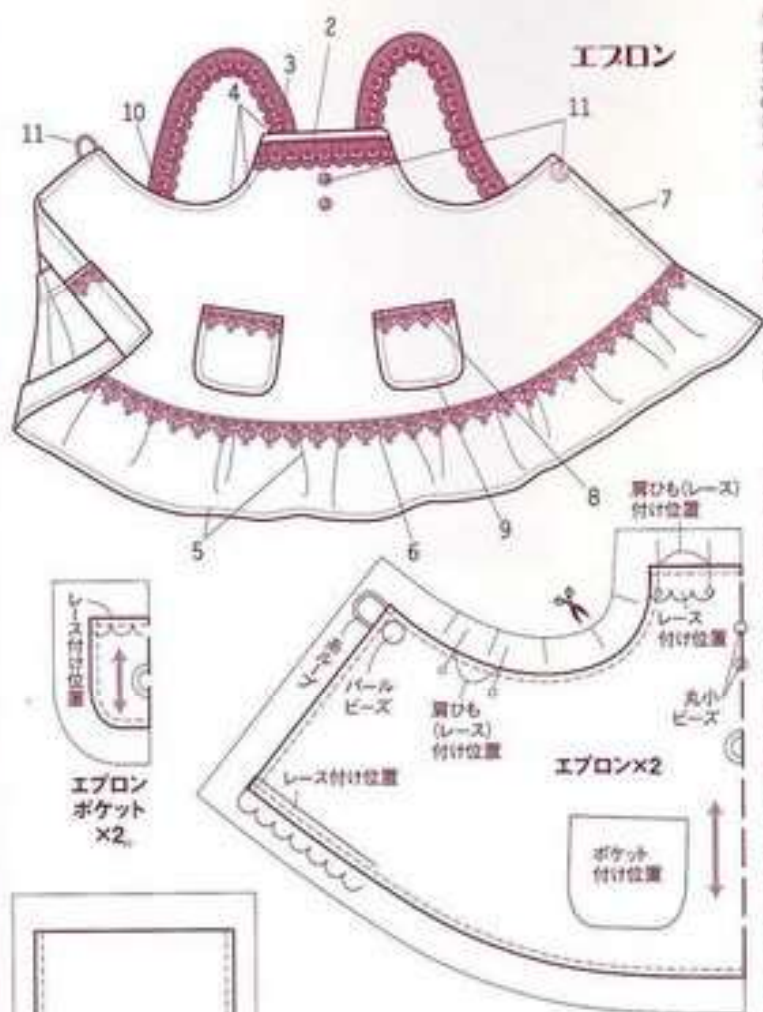 エプロン
2
3
4
10
11
11
7
8
9
5
6
肩ひも(レース)
付け位置
レース
付け位置
丸小
ビーズ
パール
ビーズ
肩ひも
(レース)
付け位置
レース付け位置
エプロン×2
ポケット
付け位置
レース付け位置
エプロン
ポケット
×2